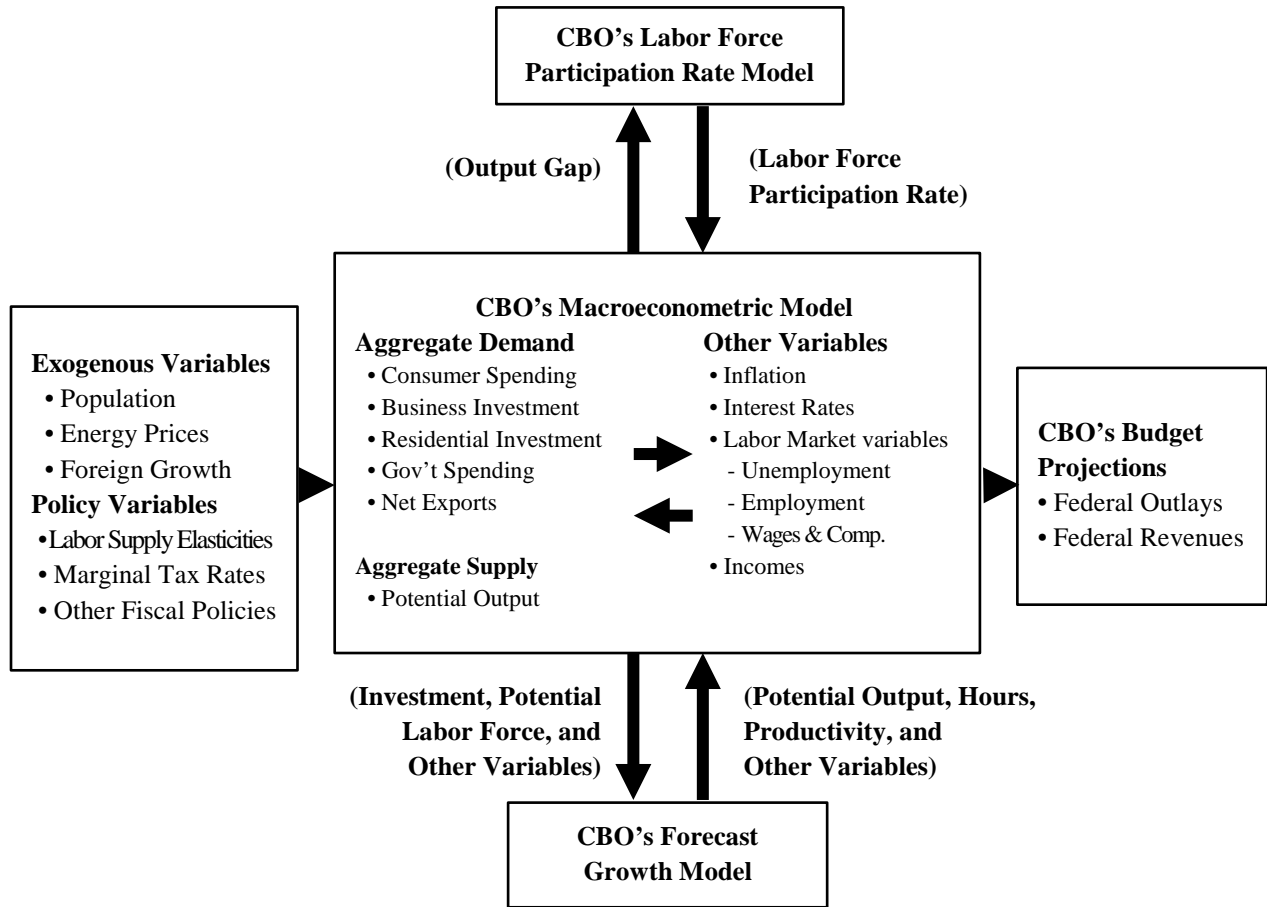 CBO’s Labor Force
Participation Rate Model
(Output Gap)
(Labor Force
Participation Rate)
Exogenous Variables
• Population
• Energy Prices
• Foreign Growth
Policy Variables
• Labor Supply Elasticities
• Marginal Tax Rates
• Other Fiscal Policies
CBO’s Macroeconometric Model
Aggregate Demand
• Consumer Spending
• Business Investment
• Residential Investment
• Gov’t Spending
• Net Exports
Aggregate Supply
• Potential Output
Other Variables
• Inflation
• Interest Rates
• Labor Market variables
- Unemployment
- Employment
- Wages & Comp.
• Incomes
CBO’s Budget
Projections
• Federal Outlays
• Federal Revenues
(Investment, Potential
Labor Force, and
Other Variables)
(Potential Output, Hours,
Productivity, and
Other Variables)
CBO’s Forecast
Growth Model